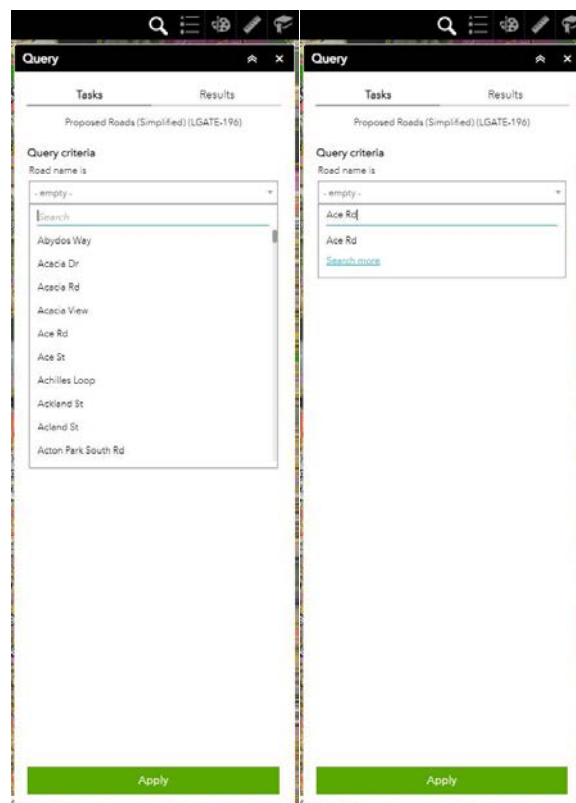 Query
Tasks Results
Proposed Roads (Simplified) (LGATE-196)
Query criteria
Road name is
- empty -
Search
Abydos Way
Acacia Dr
Acacia Rd
Acacia View
Ace Rd
Ace St
Achilles Loop
Ackland St
Acland St
Acton Park South Rd
Apply
Query
Tasks Results
Proposed Roads (Simplified) (LGATE-196)
Query criteria
Road name is
- empty -
Ace Rd
Ace Rd
Search more
Apply